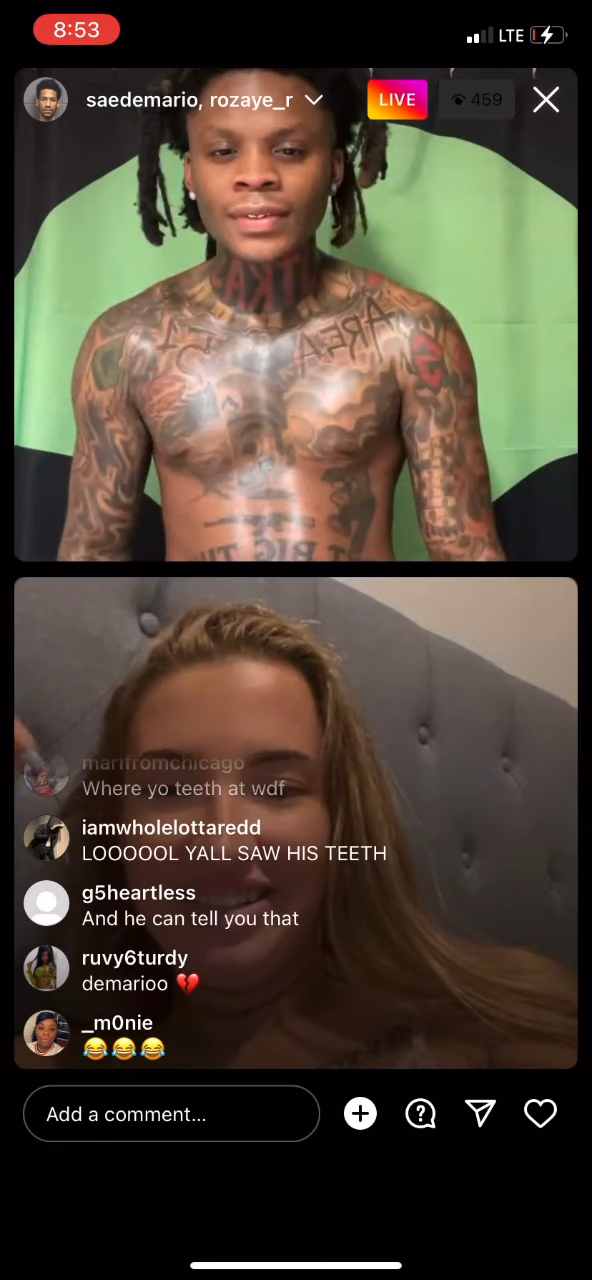 8:53
LTE
saedemario, rozaye_r
LIVE
459
AREA
marifromchicago
Where yo teeth at wdf
iamwholelottaredd
LOOOOOL YALL SAW HIS TEETH
g5heartless
And he can tell you that
ruvy6turdy
demarioo 💔
_m0nie
😂😂😂
Add a comment...